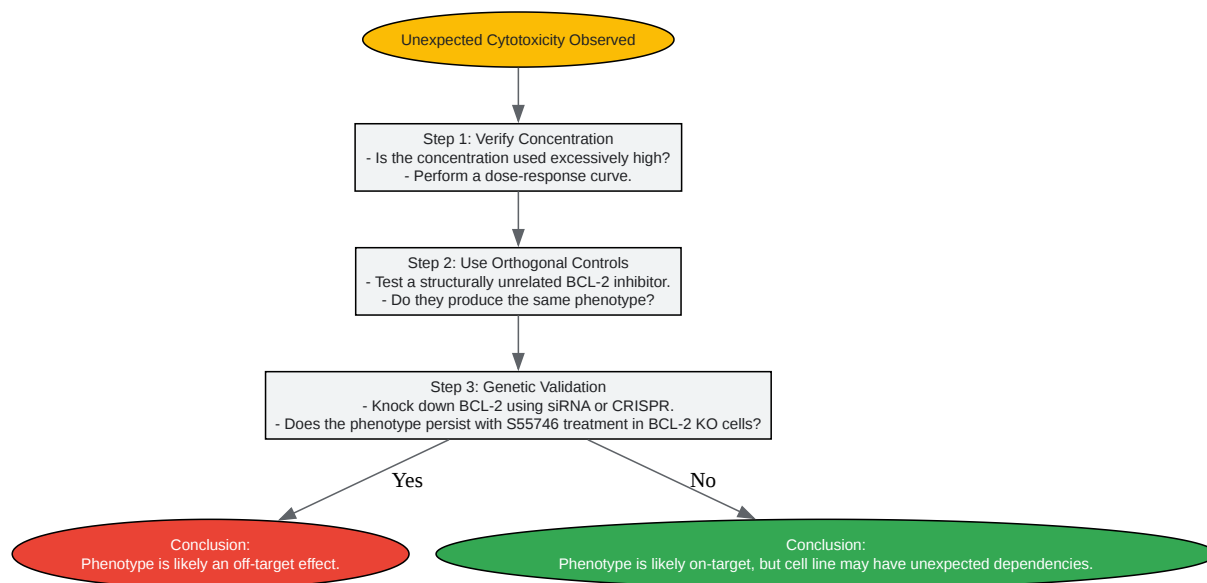 Unexpected Cytotoxicity Observed
Step 1: Verify Concentration
- Is the concentration used excessively high?
- Perform a dose-response curve.
Step 2: Use Orthogonal Controls
- Test a structurally unrelated BCL-2 inhibitor.
- Do they produce the same phenotype?
Step 3: Genetic Validation
- Knock down BCL-2 using siRNA or CRISPR.
- Does the phenotype persist with S55746 treatment in BCL-2 KO cells?
Yes
No
Conclusion:
Phenotype is likely an off-target effect.
Conclusion:
Phenotype is likely on-target, but cell line may have unexpected dependencies.